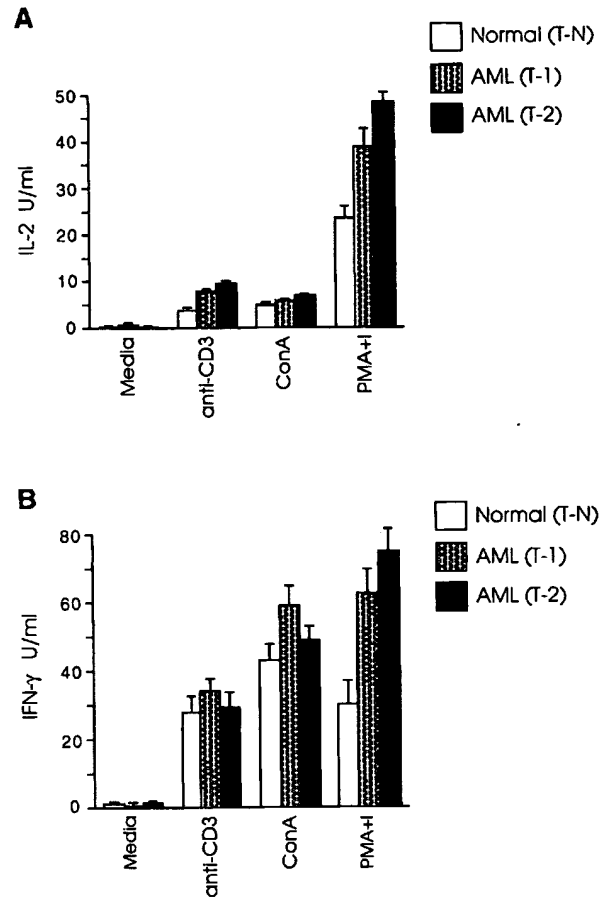 A
Normal (T-N)
AML (T-1)
AML (T-2)
50
40
30
20
10
0
IL-2 U/ml
Media
anti-CD3
ConA
PMA+I
B
Normal (T-N)
AML (T-1)
AML (T-2)
80
60
40
20
0
IFN-γ U/ml
Media
anti-CD3
ConA
PMA+I